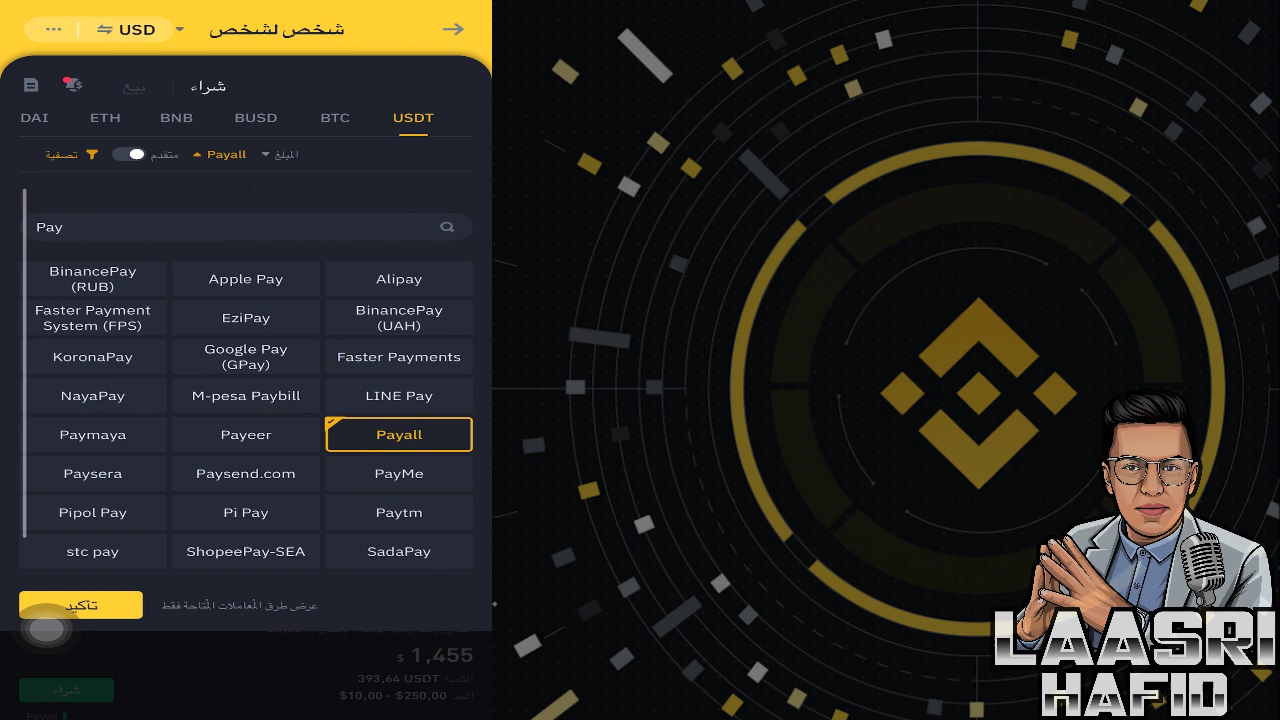 شخص لشخص
USD
...
شراء
بيع
USDT
BTC
BUSD
BNB
ETH
DAI
المبلغ
Payall
متقدم
تصفية
Pay
BinancePay (RUB)
Apple Pay
Alipay
Faster Payment System (FPS)
EziPay
BinancePay (UAH)
KoronaPay
Google Pay (GPay)
Faster Payments
NayaPay
M-pesa Paybill
LINE Pay
Paymaya
Payeer
Payall
Paysera
Paysend.com
PayMe
Pipol Pay
Pi Pay
Paytm
stc pay
ShopeePay-SEA
SadaPay
تأكيد
عرض طرق المعاملات المتاحة فقط
$ 1,455
الكمية 393,64 USDT
الحد $10,00 - $250,00
شراء
Payall
LAASRI
HAFID